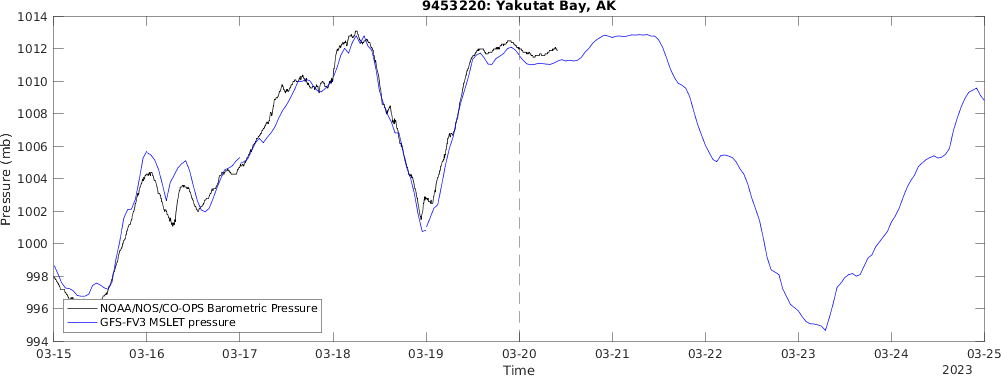 9453220: Yakutat Bay, AK
1014
1012
1010
1008
1006
1004
1002
1000
998
996
994
Pressure (mb)
NOAA/NOS/CO-OPS Barometric Pressure
GFS-FV3 MSLET pressure
03-15 03-16 03-17 03-18 03-19 03-20 03-21 03-22 03-23 03-24 03-25
Time
2023